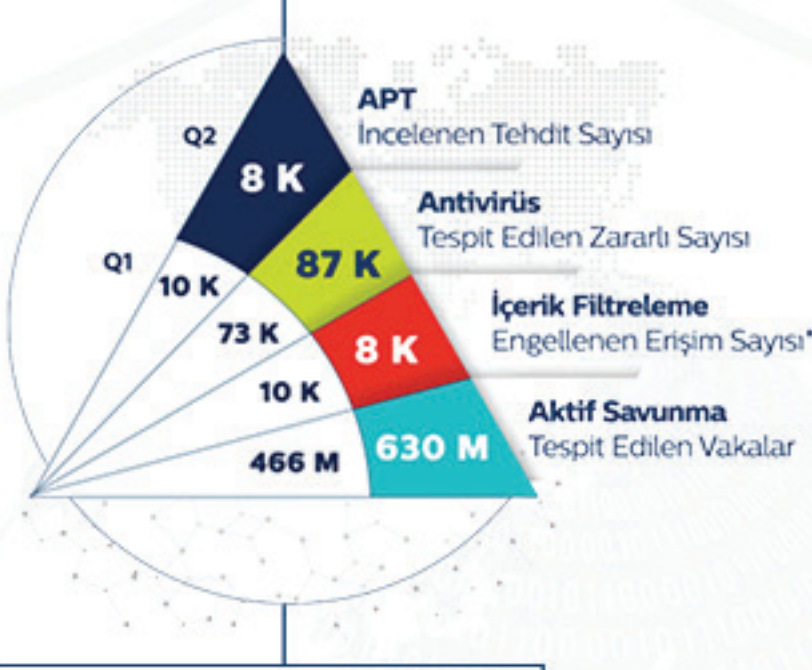 APT
İncelenen Tehdit Sayısı
Q2
8 K
Antivirüs
Tespit Edilen Zararlı Sayısı
87 K
Q1
10 K
İçerik Filtreleme
Engellenen Erişim Sayısı*
73 K
8 K
10 K
Aktif Savunma
Tespit Edilen Vakalar
630 M
466 M